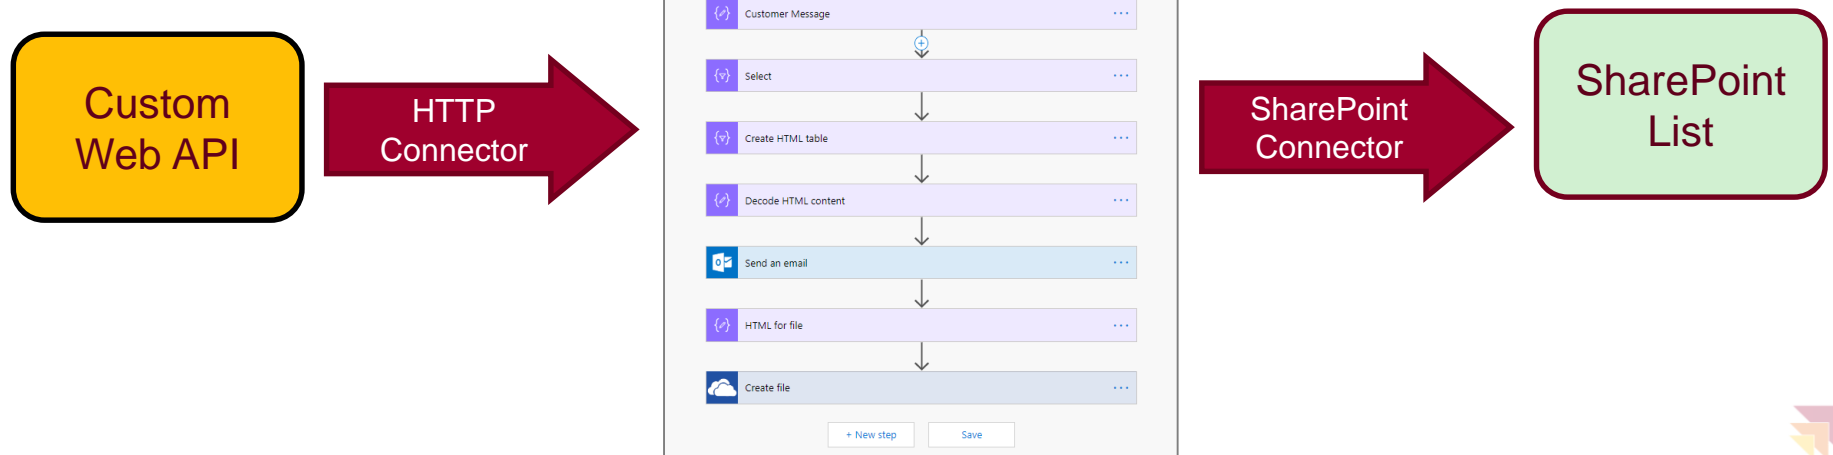 Custom
Web API
HTTP
Connector
Customer Message
Select
Create HTML table
Decode HTML content
Send an email
HTML for file
Create file
+ New step
Save
SharePoint
Connector
SharePoint
List